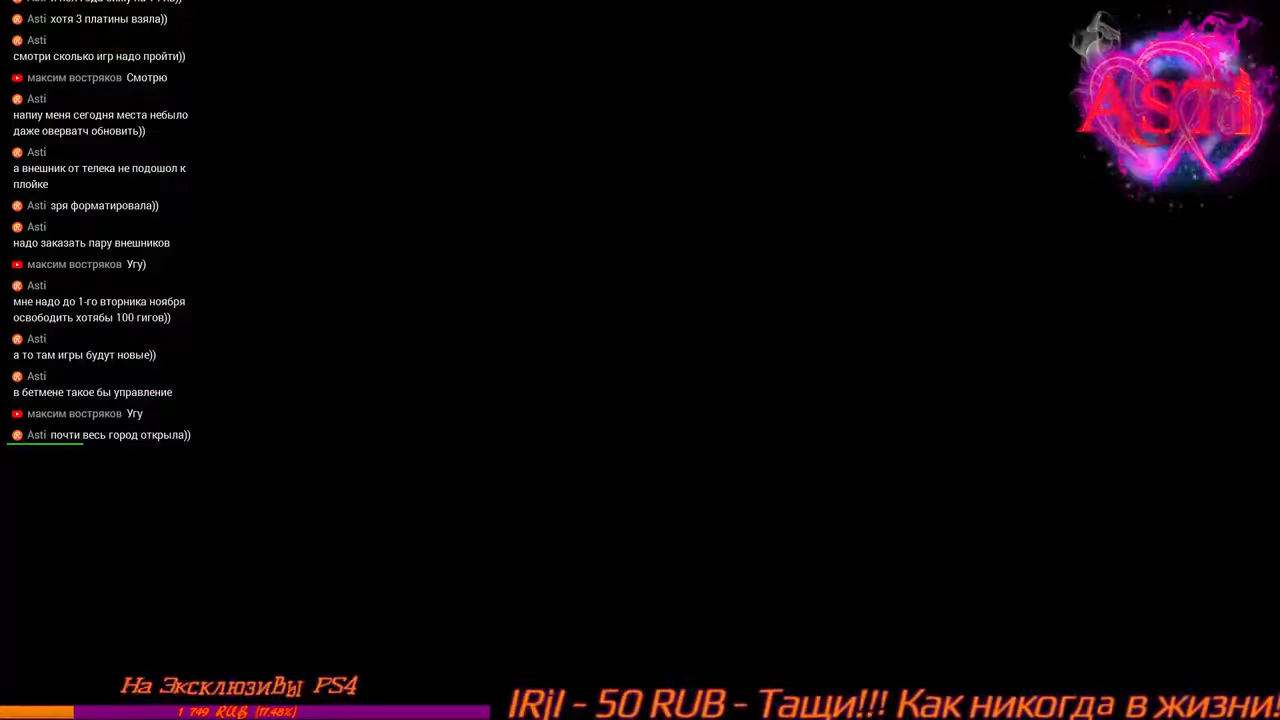 Asti хотя 3 платины взяла))
Asti
смотри сколько игр надо пройти))
максим востряков Смотрю
Asti
напиу меня сегодня места небыло
даже оверватч обновить))
Asti
а внешник от телека не подошол к
плойке
Asti зря форматировала))
Asti
надо заказать пару внешников
максим востряков Угу)
Asti
мне надо до 1-го вторника ноября
освободить хотябы 100 гигов))
Asti
а то там игры будут новые))
Asti
в бетмене такое бы управление
максим востряков Угу
Asti почти весь город открыла))
Asti
На Эксклюзивы PS4
1 749 RUB (17.48%)
IRjI - 50 RUB - Тащи!!! Как никогда в жизни!